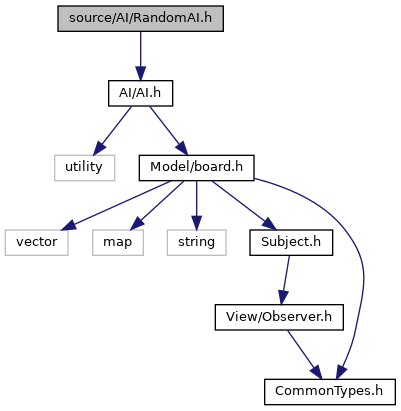 source/AI/RandomAI.h
AI/AI.h
utility
Model/board.h
vector
map
string
Subject.h
View/Observer.h
CommonTypes.h